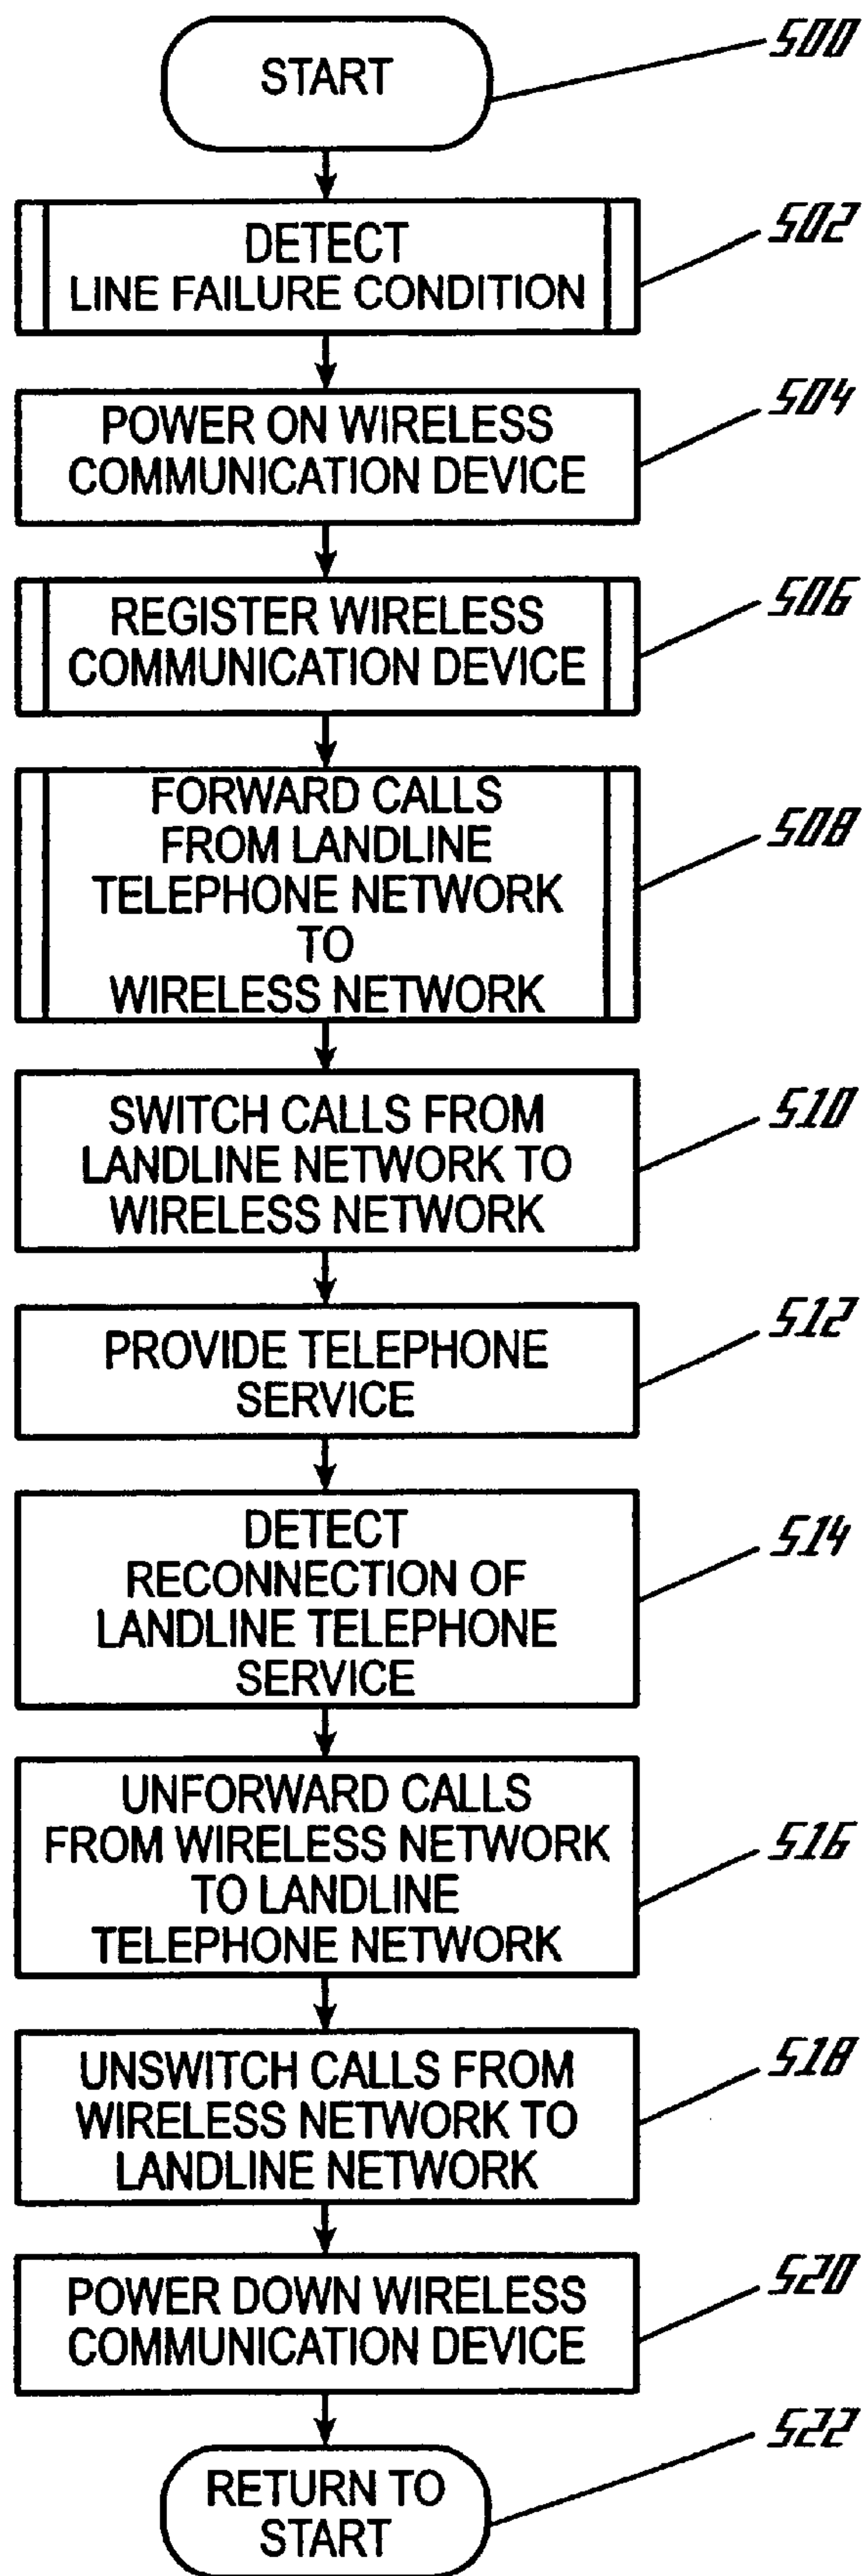 START
500
DETECT
LINE FAILURE CONDITION
502
POWER ON WIRELESS
COMMUNICATION DEVICE
504
REGISTER WIRELESS
COMMUNICATION DEVICE
506
FORWARD CALLS
FROM LANDLINE
TELEPHONE NETWORK
TO
WIRELESS NETWORK
508
SWITCH CALLS FROM
LANDLINE NETWORK TO
WIRELESS NETWORK
510
PROVIDE TELEPHONE
SERVICE
512
DETECT
RECONNECTION OF
LANDLINE TELEPHONE
SERVICE
514
UNFORWARD CALLS
FROM WIRELESS NETWORK
TO LANDLINE
TELEPHONE NETWORK
516
UNSWITCH CALLS FROM
WIRELESS NETWORK TO
LANDLINE NETWORK
518
POWER DOWN WIRELESS
COMMUNICATION DEVICE
520
RETURN TO
START
522